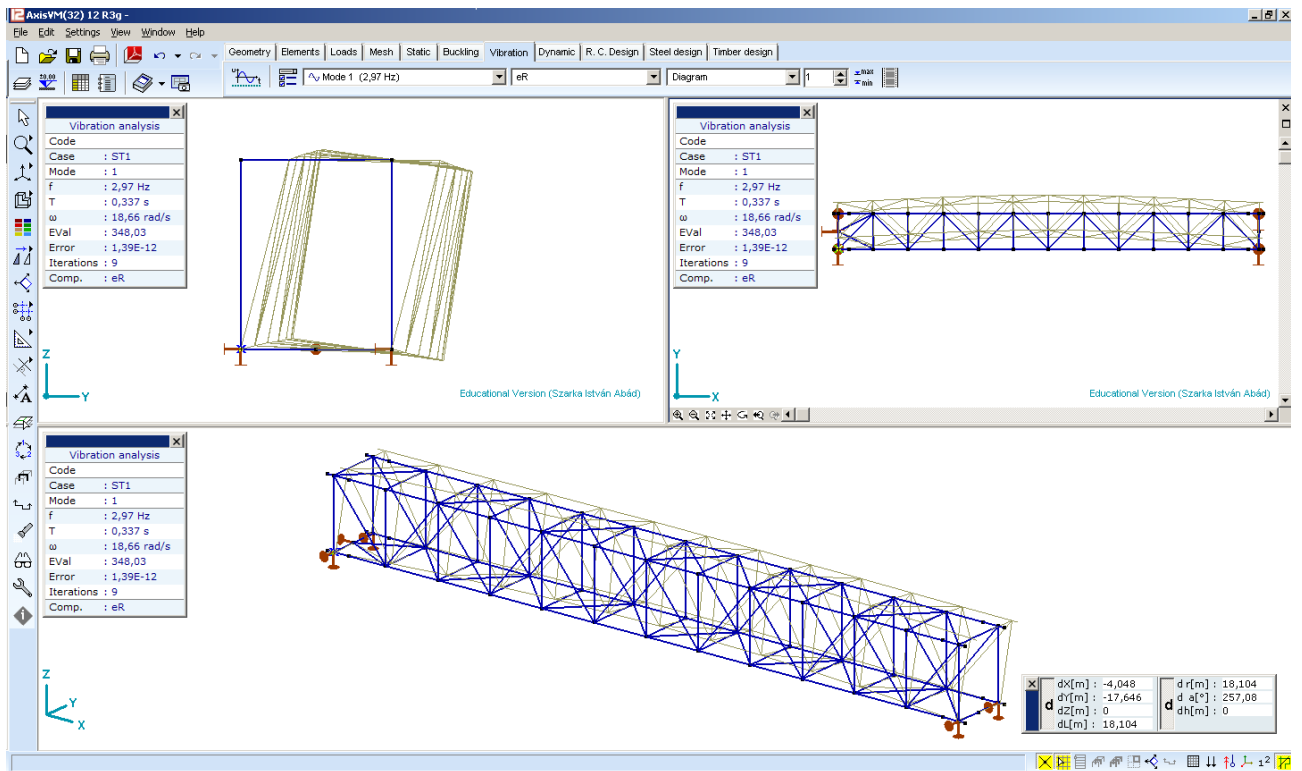 AxisVM(32) 12 R3g -
File Edit Settings View Window Help
Geometry Elements Loads Mesh Static Buckling Vibration Dynamic R. C. Design Steel design Timber design
Mode 1 (2,97 Hz) eR Diagram 1 max min
Vibration analysis
Code
Case : ST1
Mode : 1
f : 2,97 Hz
T : 0,337 s
ω : 18,66 rad/s
EVal : 348,03
Error : 1,39E-12
Iterations : 9
Comp. : eR
Z
Y
Educational Version (Szarka István Abád)
Vibration analysis
Code
Case : ST1
Mode : 1
f : 2,97 Hz
T : 0,337 s
ω : 18,66 rad/s
EVal : 348,03
Error : 1,39E-12
Iterations : 9
Comp. : eR
Y
X
Educational Version (Szarka István Abád)
Vibration analysis
Code
Case : ST1
Mode : 1
f : 2,97 Hz
T : 0,337 s
ω : 18,66 rad/s
EVal : 348,03
Error : 1,39E-12
Iterations : 9
Comp. : eR
Z
Y
X
d
dX[m] : -4,048
dY[m] : -17,646
dZ[m] : 0
dL[m] : 18,104
d
d r[m] : 18,104
d a[°] : 257,08
dh[m] : 0